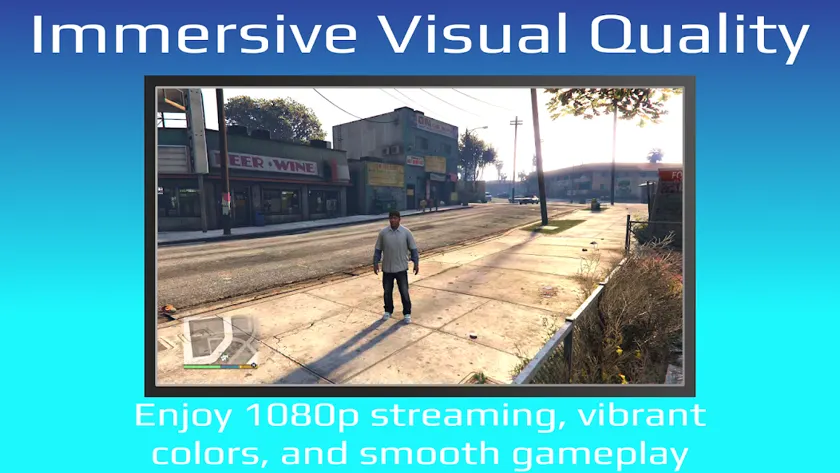 Immersive Visual Quality
BEER & WINE
Enjoy 1080p streaming, vibrant
colors, and smooth gameplay